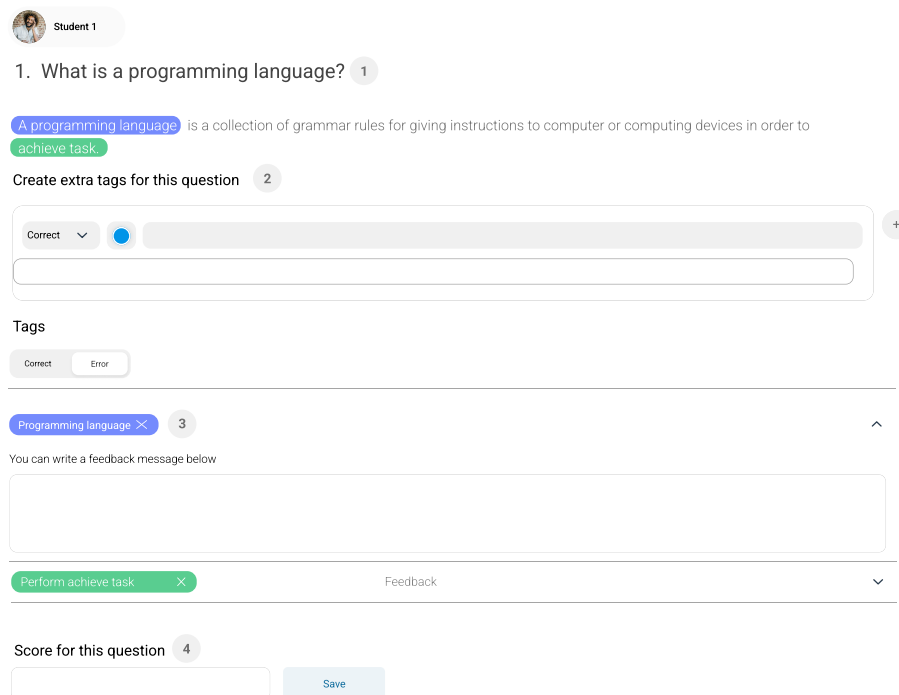 Student 1
1. What is a programming language? 1
A programming language is a collection of grammar rules for giving instructions to computer or computing devices in order to
achieve task.
Create extra tags for this question 2
Correct
+
Tags
Correct Error
Programming language 3
You can write a feedback message below
Perform achieve task Feedback
Score for this question 4
Save